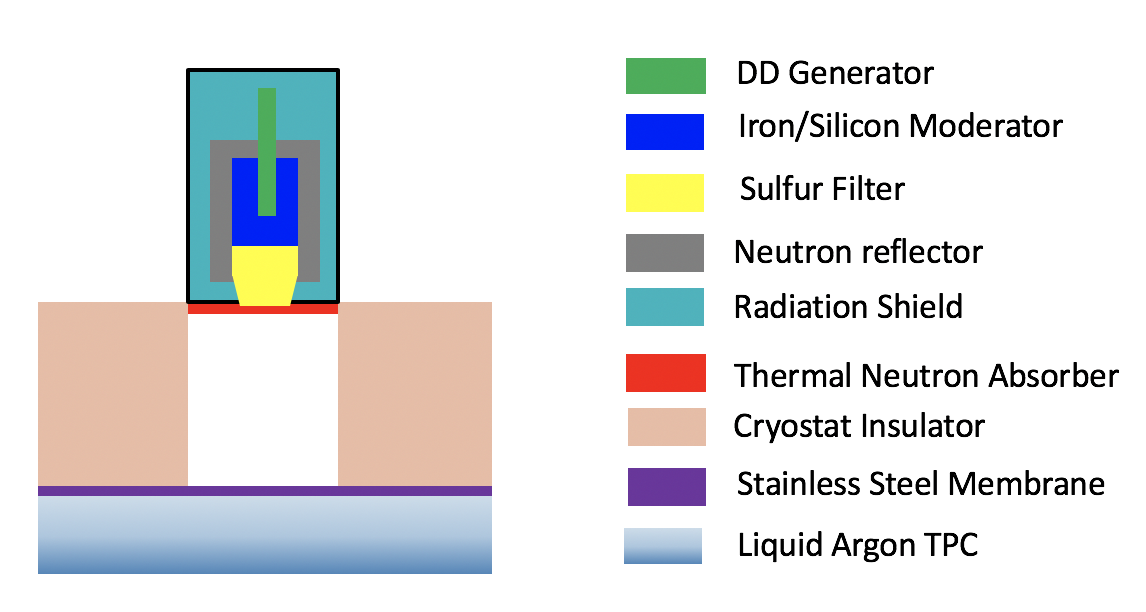 DD Generator
Iron/Silicon Moderator
Sulfur Filter
Neutron reflector
Radiation Shield
Thermal Neutron Absorber
Cryostat Insulator
Stainless Steel Membrane
Liquid Argon TPC